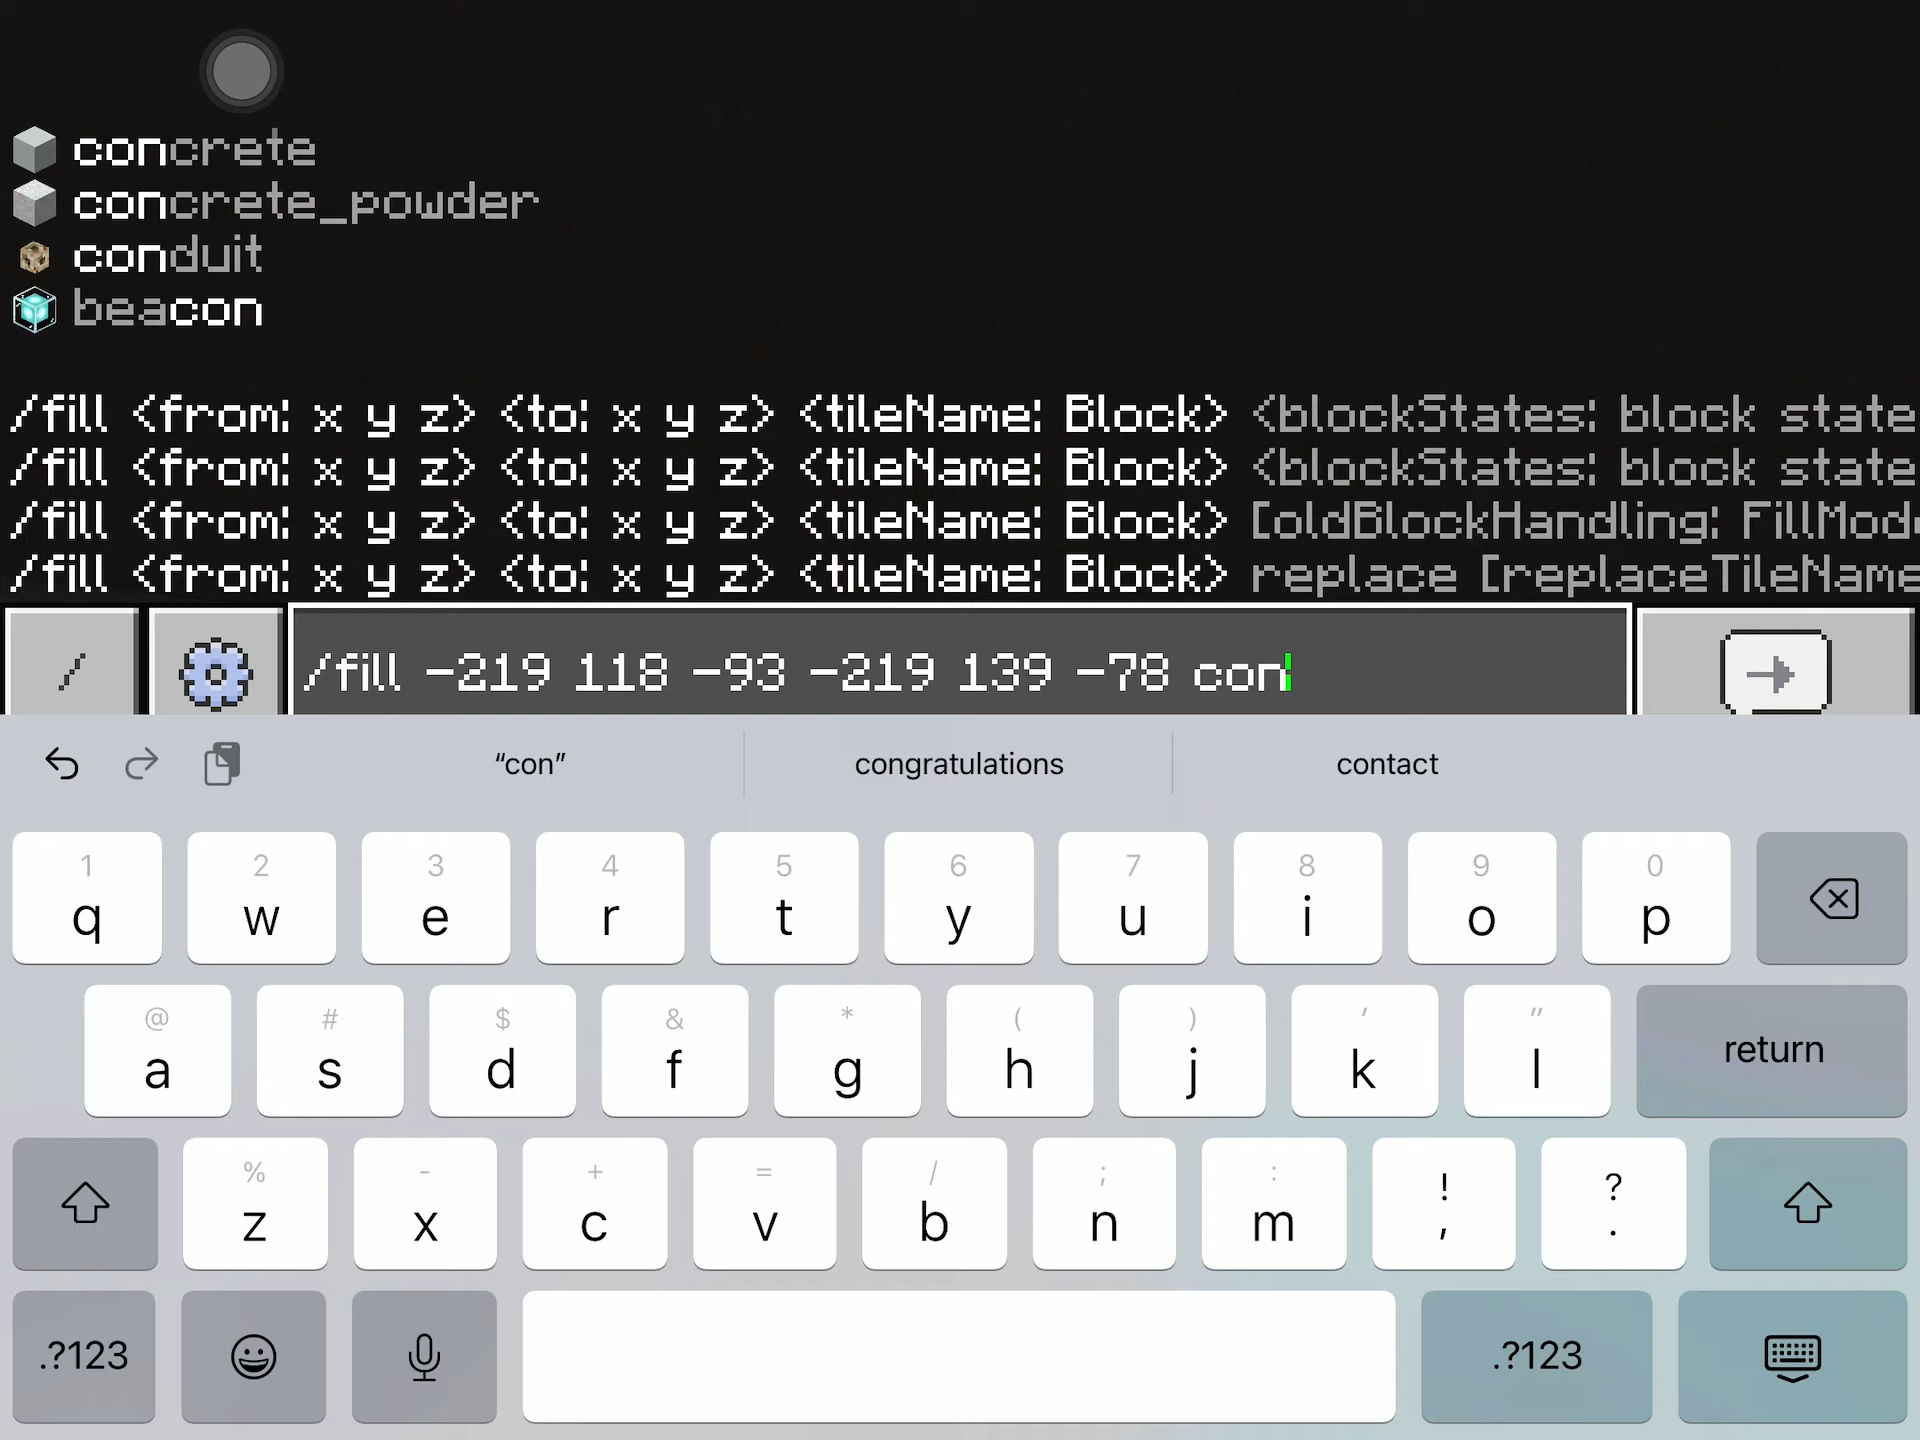 concrete
concrete_powder
conduit
beacon
/fill <from: x y z> <to: x y z> <tileName: Block> <blockStates: block state
/fill <from: x y z> <to: x y z> <tileName: Block> <blockStates: block state
/fill <from: x y z> <to: x y z> <tileName: Block> [oldBlockHandling: FillMod
/fill <from: x y z> <to: x y z> <tileName: Block> replace [replaceTileName
/ /fill -219 118 -93 -219 139 -78 con
“con” congratulations contact
1 2 3 4 5 6 7 8 9 0
q w e r t y u i o p
@ # $ & * ( ) ' "
a s d f g h j k l return
% - + = / ; : ! ?
z x c v b n m , .
.?123 .?123